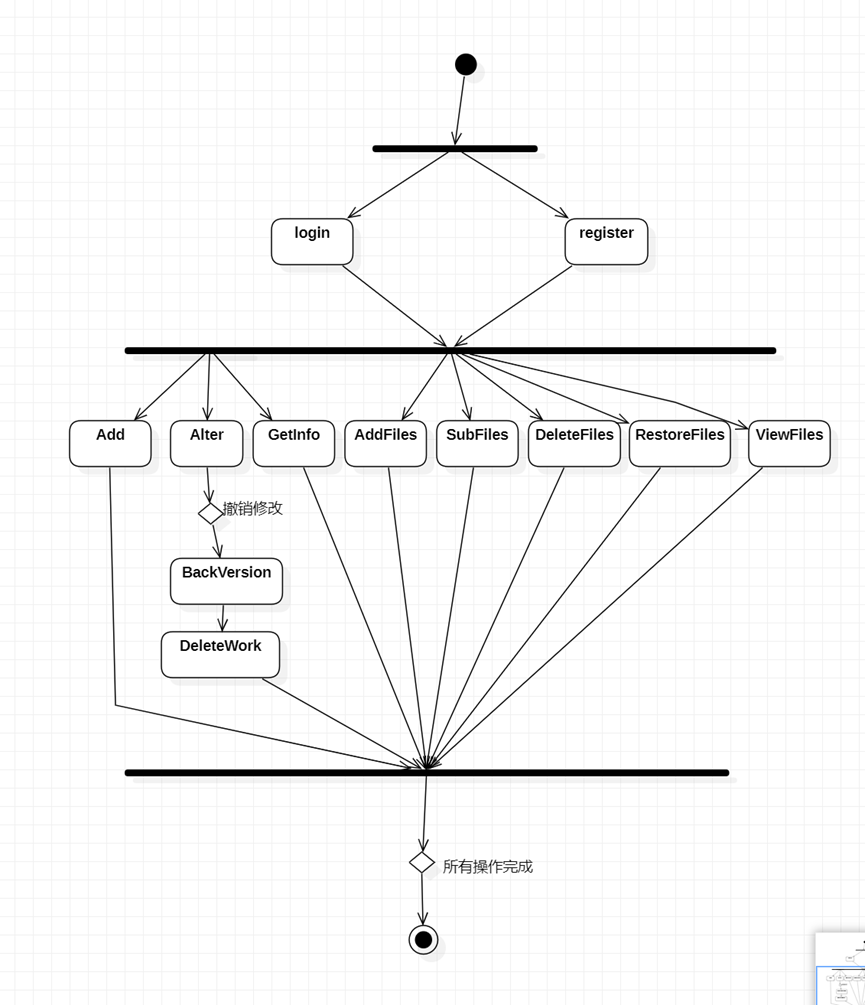 login
register
Add
Alter
GetInfo
AddFiles
SubFiles
DeleteFiles
RestoreFiles
ViewFiles
撤销修改
BackVersion
DeleteWork
所有操作完成